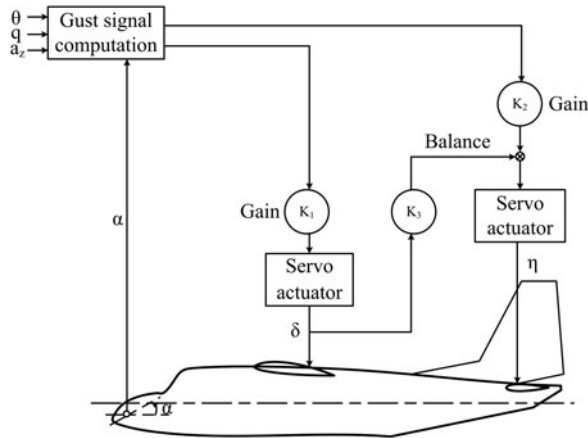 θ
q
a_z
Gust signal
computation
K₂
Gain
Balance
Gain
K₁
K₃
Servo
actuator
Servo
actuator
α
η
δ
α